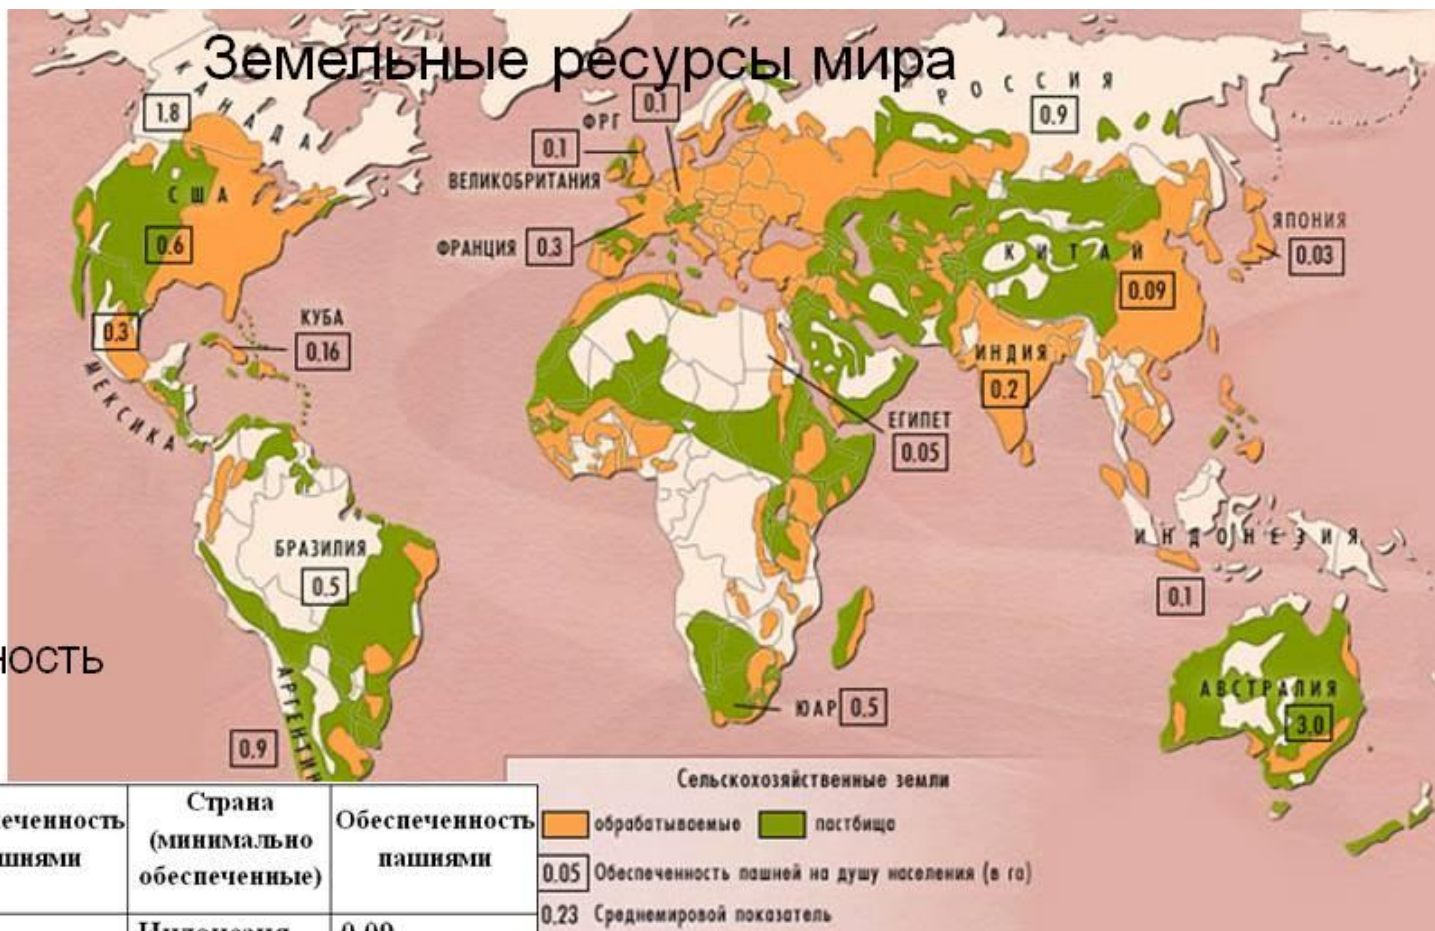 Земельные ресурсы мира
КАНАДА
1.8
США
0.6
0.3
МЕКСИКА
КУБА
0.16
БРАЗИЛИЯ
0.5
0.9
ФРГ
0.1
0.1
ВЕЛИКОБРИТАНИЯ
ФРАНЦИЯ 0.3
РОССИЯ
0.9
КИТАЙ
0.09
ЯПОНИЯ
0.03
ИНДИЯ
0.2
ЕГИПЕТ
0.05
ИНДОНЕЗИЯ
0.1
ЮАР 0.5
АВСТРАЛИЯ
3.0
ность
АРГЕНТИН
Сельскохозяйственные земли
обрабатываемые пастбища
0.05 Обеспеченность пашней на душу населения (в га)
0.23 Среднемировой показатель
еченность
шнями
Страна
(минимально
обеспеченные)
Обеспеченность
пашнями
Индонезия 0,09